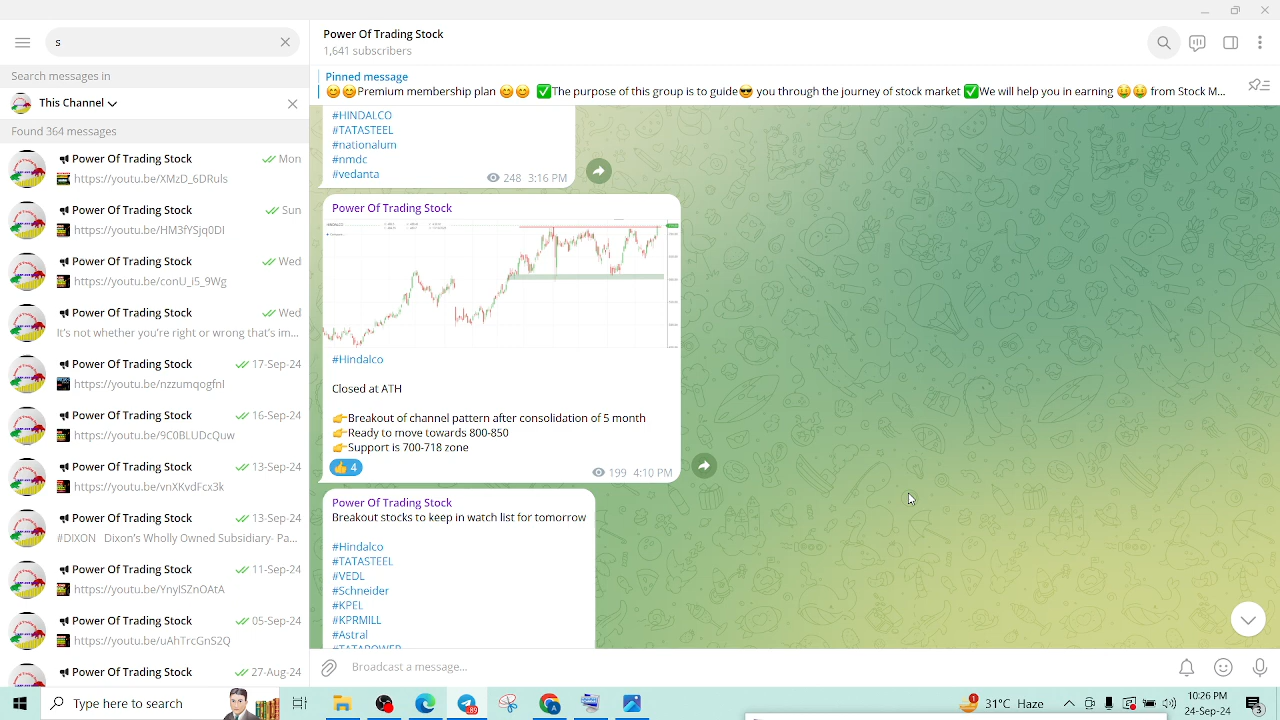 s
Search messages in
This Channel
Found 364 messages
Power Of Trading Stock
Mon
https://youtu.be/XMzD_6DRuIs
Power Of Trading Stock
Sun
Power Of Trading Stock
Wed
https://youtu.be/conU_i5_9Wg
Power Of Trading Stock
Wed
It's not whether you're right or wrong that's im...
Power Of Trading Stock
17-Sep-24
https://youtu.be/nzzumqogfnI
Power Of Trading Stock
16-Sep-24
https://youtu.be/9C0BLUDcQuw
Power Of Trading Stock
13-Sep-24
https://youtu.be/xnXKvdFcx3k
Power Of Trading Stock
13-Sep-24
#DIXON Dixon's Wholly Owned Subsidiary- Pa...
Power Of Trading Stock
11-Sep-24
Power Of Trading Stock
05-Sep-24
https://youtu.be/uAhTrcGnS2Q
Power Of Trading Stock
27-Aug-24
Power Of Trading Stock
1,641 subscribers
Pinned message
😊😊Premium membership plan 😊😊 ✅The purpose of this group is to guide😎 you through the journey of stock market ✅We will help you in earning 🤑🤑 from Stock M...
#HINDALCO
#TATASTEEL
#nationalum
#nmdc
#vedanta
248 3:16 PM
Power Of Trading Stock
#Hindalco
Closed at ATH
👉Breakout of channel pattern after consolidation of 5 month
👉Ready to move towards 800-850
👉Support is 700-718 zone
👍 4
199 4:10 PM
Power Of Trading Stock
Breakout stocks to keep in watch list for tomorrow
#Hindalco
#TATASTEEL
#VEDL
#Schneider
#KPEL
#KPRMILL
#Astral
#TATAPOWER
Broadcast a message...
Type here to search
31°C Haze
10:26 PM
24-Sep-24